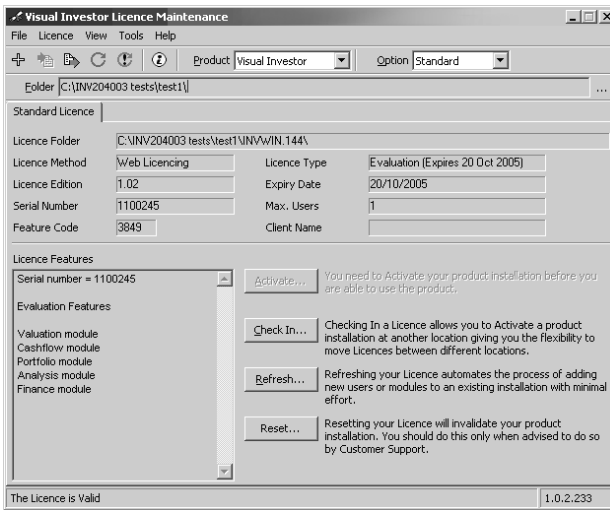 Visual Investor Licence Maintenance
File Licence View Tools Help
Product Visual Investor Option Standard
Folder C:\INV204003 tests\test1\ ...
Standard Licence
Licence Folder C:\INV204003 tests\test1\INVWIN.144\
Licence Method Web Licencing Licence Type Evaluation (Expires 20 Oct 2005)
Licence Edition 1.02 Expiry Date 20/10/2005
Serial Number 1100245 Max. Users 1
Feature Code 3849 Client Name
Licence Features
Serial number = 1100245
Evaluation Features
Valuation module
Cashflow module
Portfolio module
Analysis module
Finance module
Activate... You need to Activate your product installation before you
are able to use the product.
Check In... Checking In a Licence allows you to Activate a product
installation at another location giving you the flexibility to
move Licences between different locations.
Refresh... Refreshing your Licence automates the process of adding
new users or modules to an existing installation with minimal
effort.
Reset... Resetting your Licence will invalidate your product
installation. You should do this only when advised to do so
by Customer Support.
The Licence is Valid 1.0.2.233